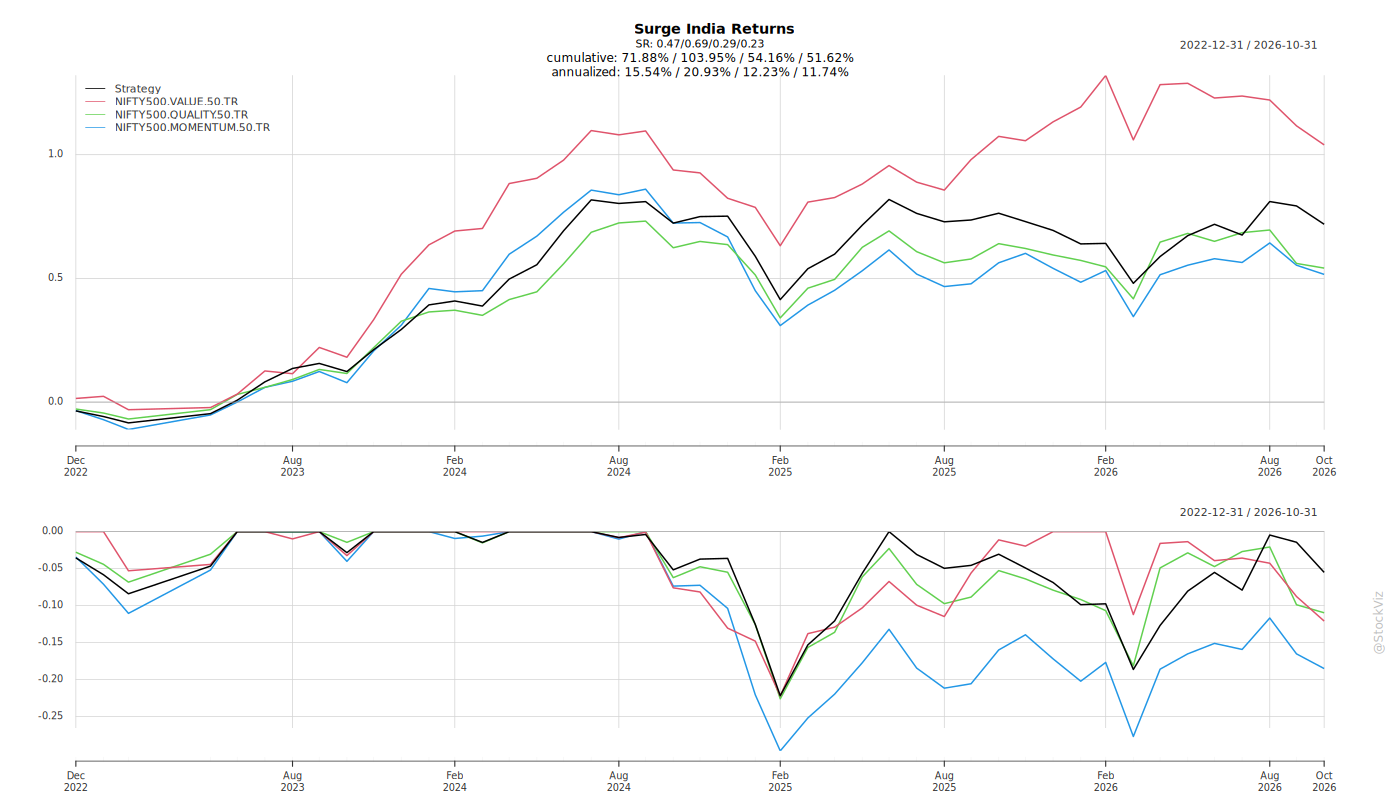 Surge India Returns
SR: 0.47/0.69/0.29/0.23
cumulative: 71.88% / 103.95% / 54.16% / 51.62%
annualized: 15.54% / 20.93% / 12.23% / 11.74%
2022-12-31 / 2026-10-31
Strategy
NIFTY500.VALUE.50.TR
NIFTY500.QUALITY.50.TR
NIFTY500.MOMENTUM.50.TR
1.0
0.5
0.0
Dec Aug Feb Aug Feb Aug Feb Aug Oct
2022 2023 2024 2024 2025 2025 2026 2026 2026
2022-12-31 / 2026-10-31
0.00
-0.05
-0.10
-0.15
-0.20
-0.25
Dec Aug Feb Aug Feb Aug Feb Aug Oct
2022 2023 2024 2024 2025 2025 2026 2026 2026
@StockViz